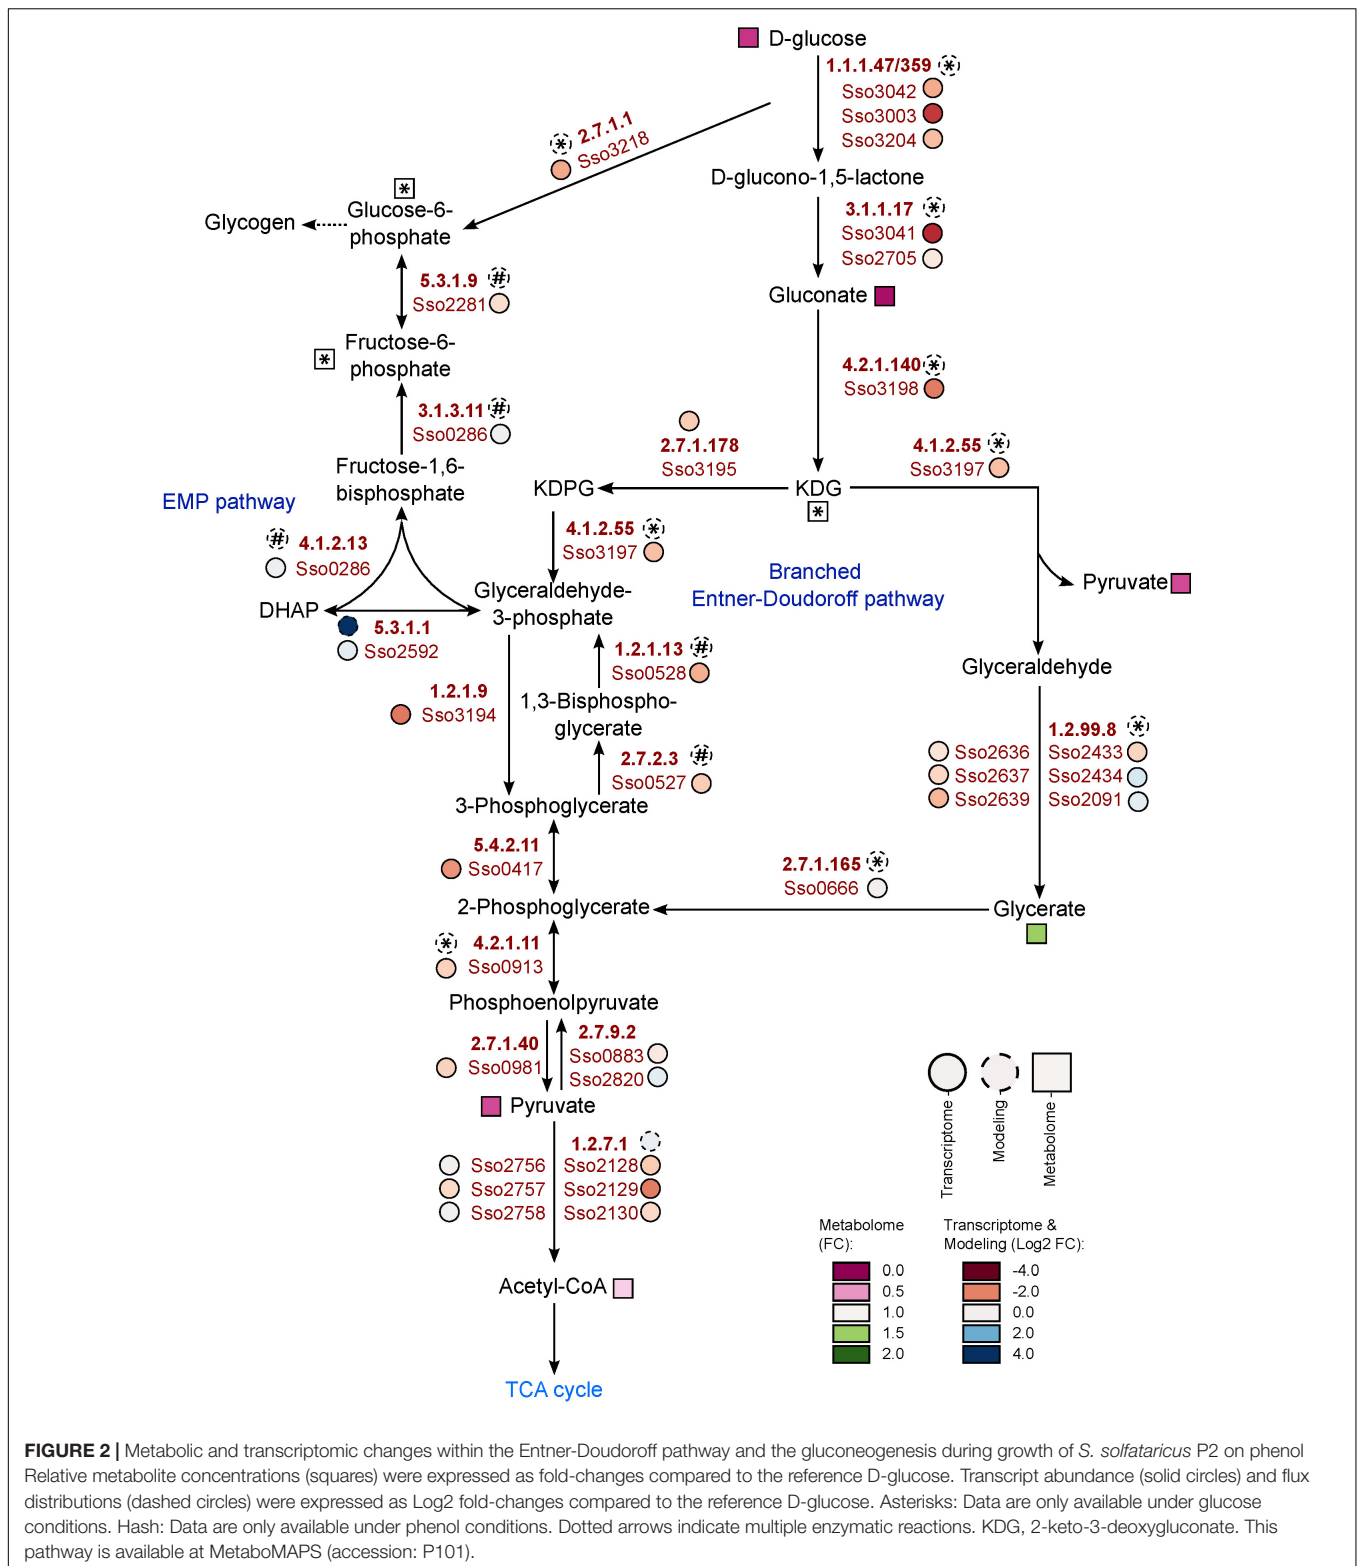 D-glucose
1.1.1.47/359 *
Sso3042
Sso3003
Sso3204
* 2.7.1.1
Sso3218
D-glucono-1,5-lactone
*
Glycogen
Glucose-6-
phosphate
3.1.1.17 *
Sso3041
Sso2705
5.3.1.9 #
Sso2281
Gluconate
* Fructose-6-
phosphate
4.2.1.140 *
Sso3198
3.1.3.11 #
Sso0286
2.7.1.178
Sso3195
4.1.2.55 *
Sso3197
Fructose-1,6-
bisphosphate
KDPG
KDG
*
EMP pathway
# 4.1.2.13
Sso0286
4.1.2.55 *
Sso3197
Branched
Entner-Doudoroff pathway
Pyruvate
DHAP
Glyceraldehyde-
3-phosphate
5.3.1.1
Sso2592
1.2.1.13 #
Sso0528
Glyceraldehyde
1.2.1.9
Sso3194
1,3-Bisphospho-
glycerate
1.2.99.8 *
Sso2636 Sso2433
Sso2637 Sso2434
Sso2639 Sso2091
2.7.2.3 #
Sso0527
3-Phosphoglycerate
5.4.2.11
Sso0417
2.7.1.165 *
Sso0666
2-Phosphoglycerate
Glycerate
* 4.2.1.11
Sso0913
Phosphoenolpyruvate
2.7.1.40
Sso0981
2.7.9.2
Sso0883
Sso2820
Pyruvate
1.2.7.1
Sso2756 Sso2128
Sso2757 Sso2129
Sso2758 Sso2130
Acetyl-CoA
TCA cycle
Transcriptome
Modeling
Metabolome
Metabolome
(FC):
0.0
0.5
1.0
1.5
2.0
Transcriptome &
Modeling (Log2 FC):
-4.0
-2.0
0.0
2.0
4.0
FIGURE 2 | Metabolic and transcriptomic changes within the Entner-Doudoroff pathway and the gluconeogenesis during growth of S. solfataricus P2 on phenol
Relative metabolite concentrations (squares) were expressed as fold-changes compared to the reference D-glucose. Transcript abundance (solid circles) and flux
distributions (dashed circles) were expressed as Log2 fold-changes compared to the reference D-glucose. Asterisks: Data are only available under glucose
conditions. Hash: Data are only available under phenol conditions. Dotted arrows indicate multiple enzymatic reactions. KDG, 2-keto-3-deoxygluconate. This
pathway is available at MetaboMAPS (accession: P101).